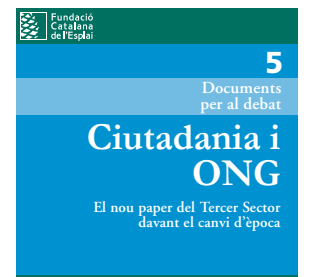 Fundació
Catalana
de l'Esplai
5
Documents
per al debat
Ciutadania i
ONG
El nou paper del Tercer Sector
davant el canvi d'època